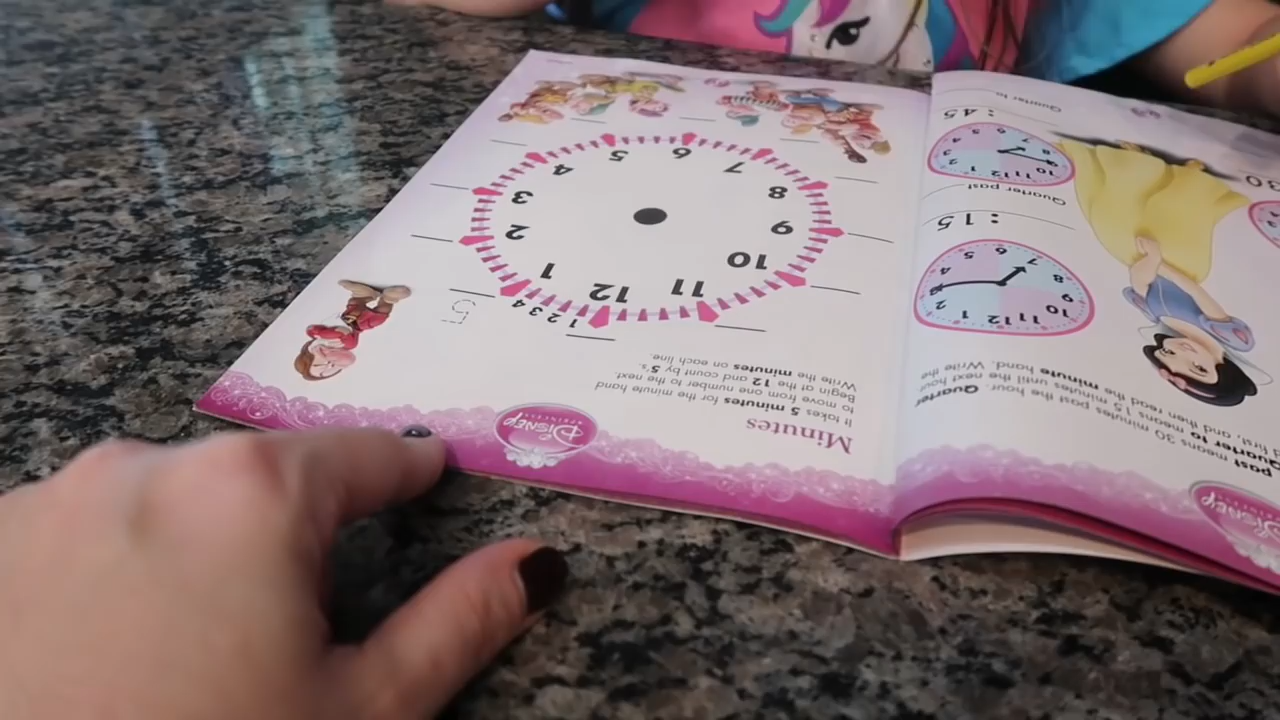 Minutes
It takes 5 minutes for the minute hand
to move from one number to the next.
Begin at the 12 and count by 5's.
Write the minutes on each line.
12
1
2
3
4
5
6
7
8
9
10
11
1 2 3 4
5
DISNEY
PRINCESS
DISNEY
PRINCESS
past means 30 minutes past the hour. Quarter
Quarter to means 15 minutes until the next hour
first, and then read the minute hand. Write the
:15
Quarter past
:45
Quarter to